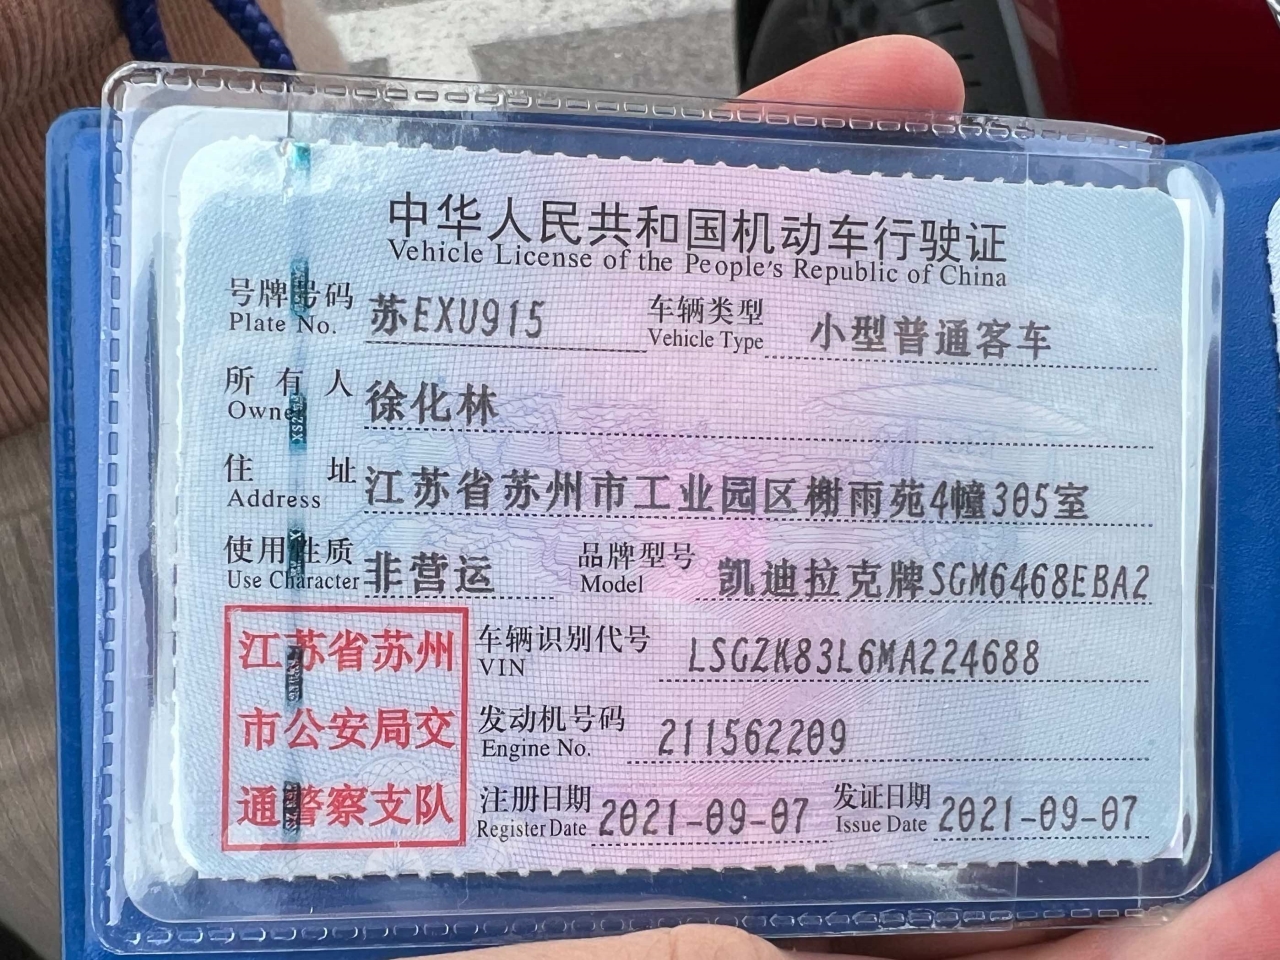 中华人民共和国机动车行驶证
Vehicle License of the People's Republic of China
号牌号码 苏EXU915 车辆类型 小型普通客车
Plate No. Vehicle Type
所有人 徐化林
Owner
住址 江苏省苏州市工业园区榭雨苑4幢305室
Address
使用性质 非营运 品牌型号 凯迪拉克牌SGM6468EBA2
Use Character Model
江苏省苏州
市公安局交
通警察支队
车辆识别代号 LSGZK83L6MA224688
VIN
发动机号码 211562209
Engine No.
注册日期 2021-09-07 发证日期 2021-09-07
Register Date Issue Date